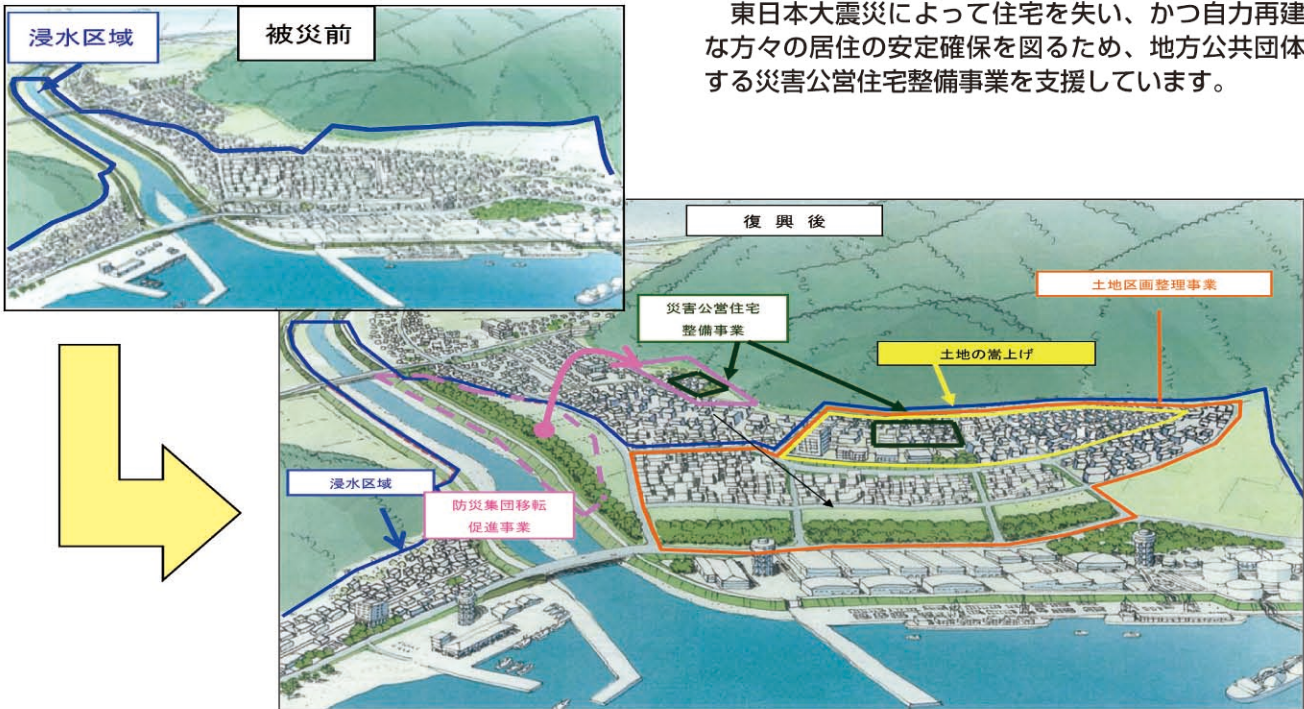 浸水区域
被災前
東日本大震災によって住宅を失い、かつ自力再建
な方々の居住の安定確保を図るため、地方公共団体
する災害公営住宅整備事業を支援しています。
復興後
災害公営住宅
整備事業
土地区画整理事業
土地の嵩上げ
浸水区域
防災集団移転
促進事業